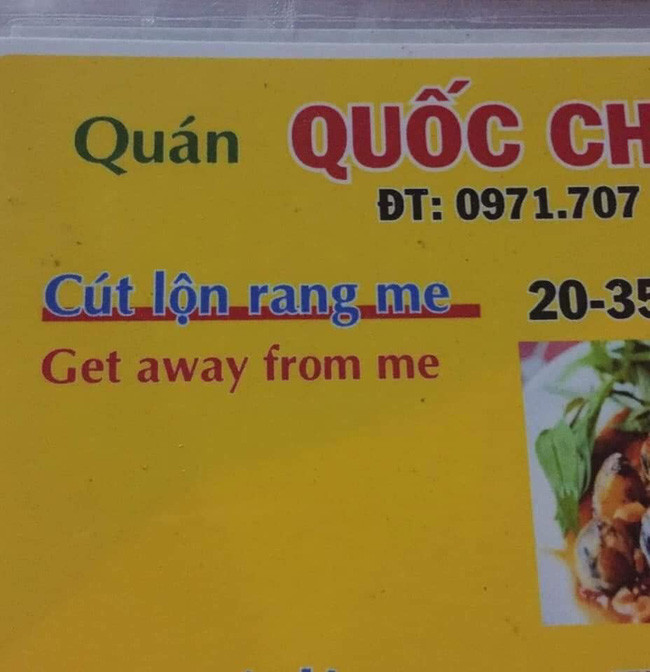 Quán QUỐC CH
ĐT: 0971.707
Cút lộn rang me 20-35
Get away from me